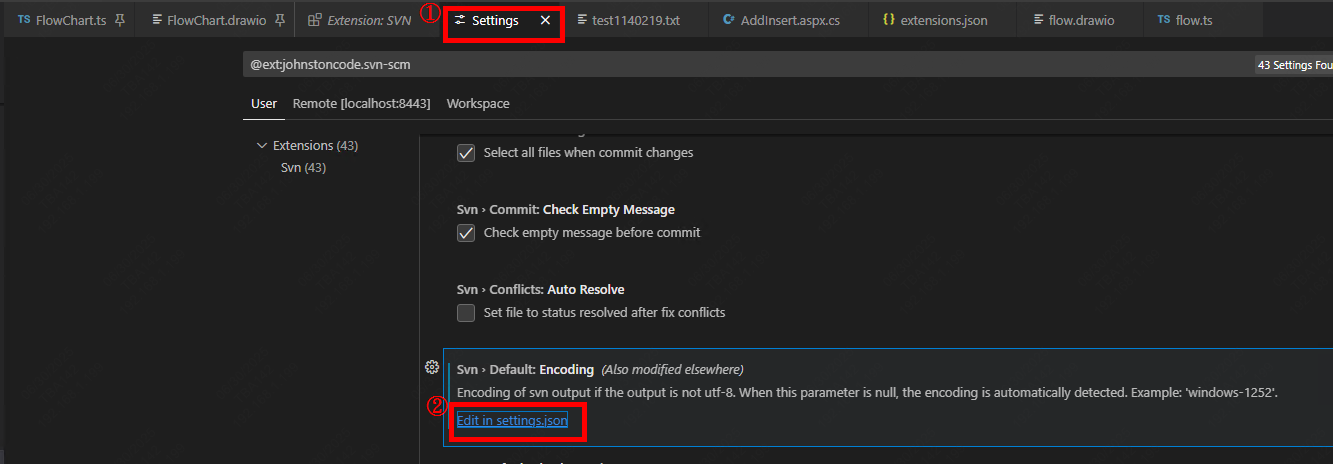 TS FlowChart.ts FlowChart.drawio Extension: SVN ① Settings test1140219.txt C# AddInsert.aspx.cs {} extensions.json flow.drawio TS flow.ts
@ext:johnstoncode.svn-scm 43 Settings Fou
User Remote [localhost:8443] Workspace
Extensions (43)
Svn (43)
Select all files when commit changes
Svn › Commit: Check Empty Message
Check empty message before commit
Svn › Conflicts: Auto Resolve
Set file to status resolved after fix conflicts
Svn › Default: Encoding (Also modified elsewhere)
Encoding of svn output if the output is not utf-8. When this parameter is null, the encoding is automatically detected. Example: 'windows-1252'.
② Edit in settings.json